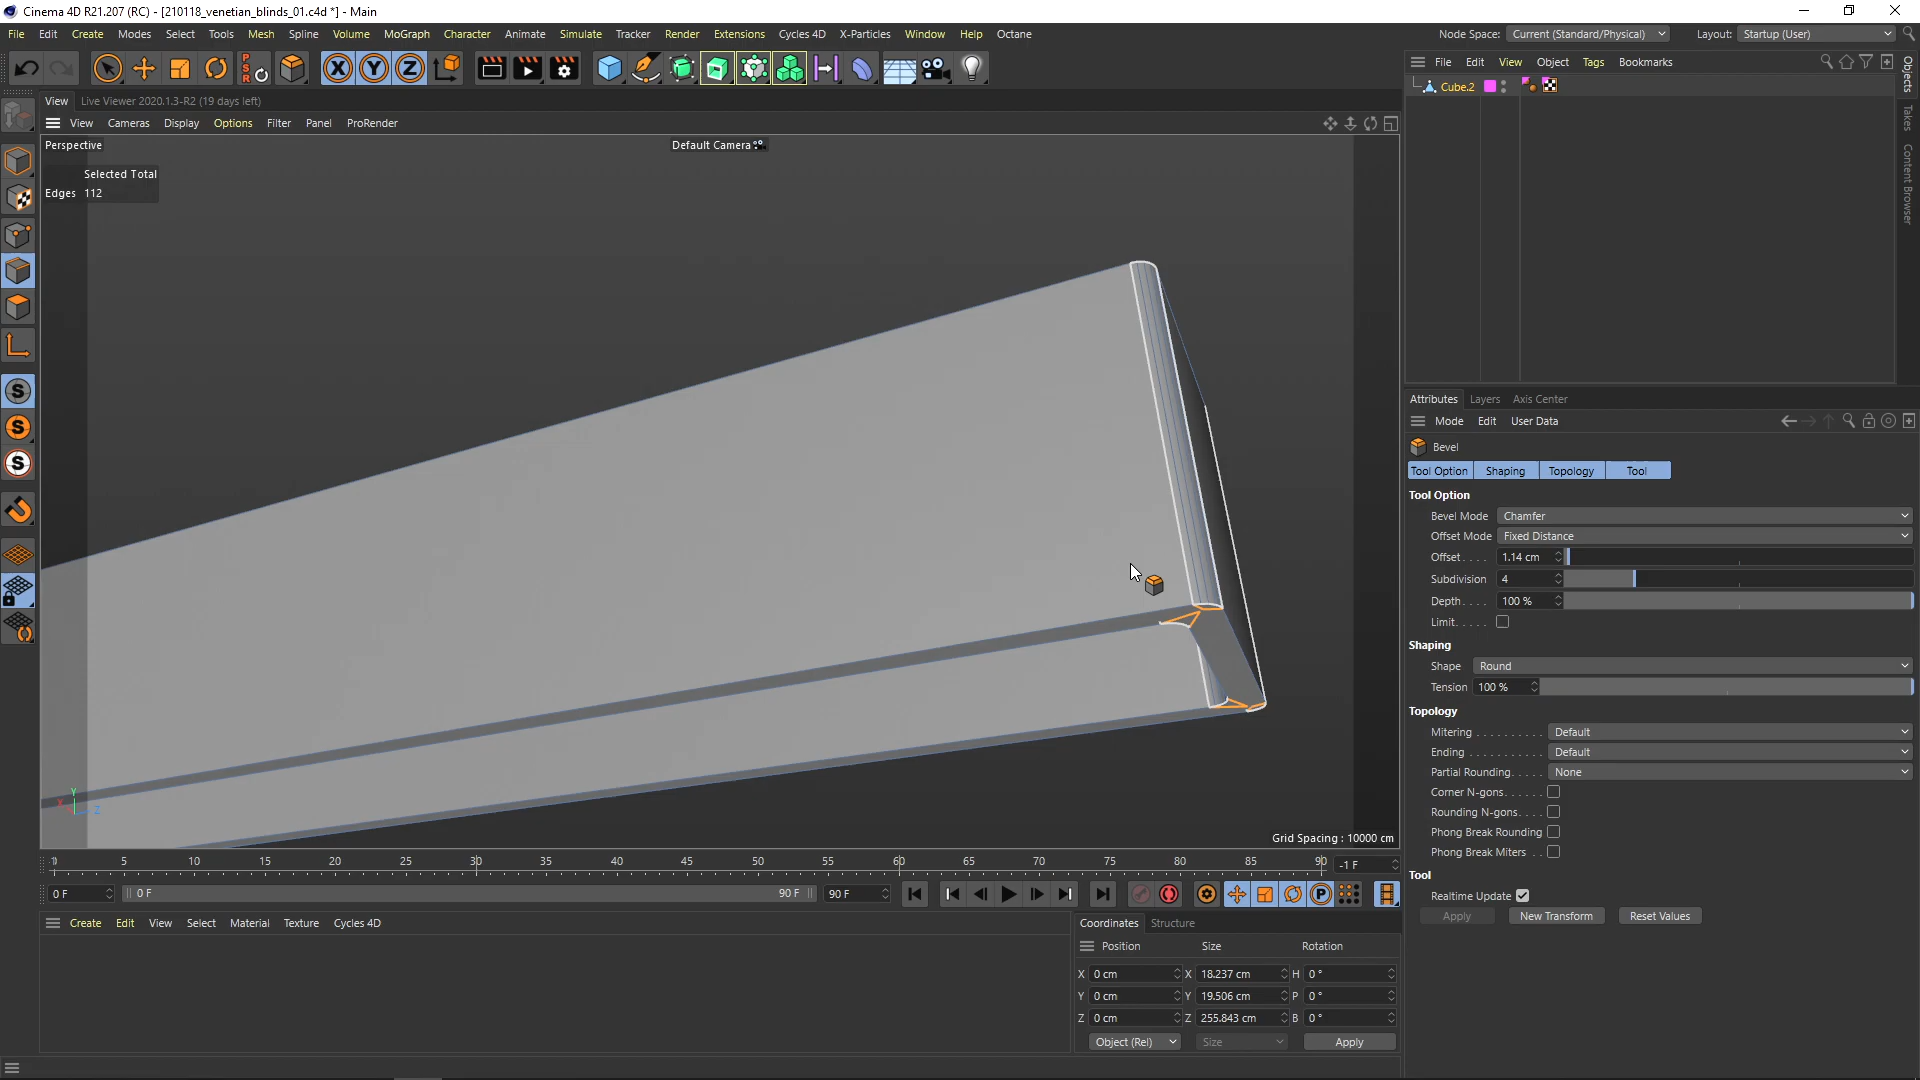 Cinema 4D R21.207 (RC) - [210118_venetian_blinds_01.c4d *] - Main
File Edit Create Modes Select Tools Mesh Spline Volume MoGraph Character Animate Simulate Tracker Render Extensions Cycles 4D X-Particles Window Help Octane
Node Space: Current (Standard/Physical) Layout: Startup (User)
P
S
R
X Y Z
File Edit View Object Tags Bookmarks
Cube.2
Objects
Takes
Content Browser
View Live Viewer 2020.1.3-R2 (19 days left)
View Cameras Display Options Filter Panel ProRender
Perspective
Default Camera
Selected Total
Edges 112
S
S
S
Y
X
Z
Grid Spacing : 10000 cm
Attributes Layers Axis Center
Mode Edit User Data
Bevel
Tool Option Shaping Topology Tool
Tool Option
Bevel Mode Chamfer
Offset Mode Fixed Distance
Offset. . . . 1.14 cm
Subdivision 4
Depth. . . . 100 %
Limit. . . . .
Shaping
Shape Round
Tension 100 %
Topology
Mitering . . . . . . . . . . Default
Ending . . . . . . . . . . . Default
Partial Rounding. . . . . None
Corner N-gons. . . . . .
Rounding N-gons. . . .
Phong Break Rounding
Phong Break Miters . .
Tool
Realtime Update
Apply New Transform Reset Values
5 10 15 20 25 30 35 40 45 50 55 60 65 70 75 80 85 90 -1 F
0 F 0 F 90 F 90 F
P
Create Edit View Select Material Texture Cycles 4D
Coordinates Structure
Position Size Rotation
X 0 cm X 18.237 cm H 0 °
Y 0 cm Y 19.506 cm P 0 °
Z 0 cm Z 255.843 cm B 0 °
Object (Rel) Size Apply